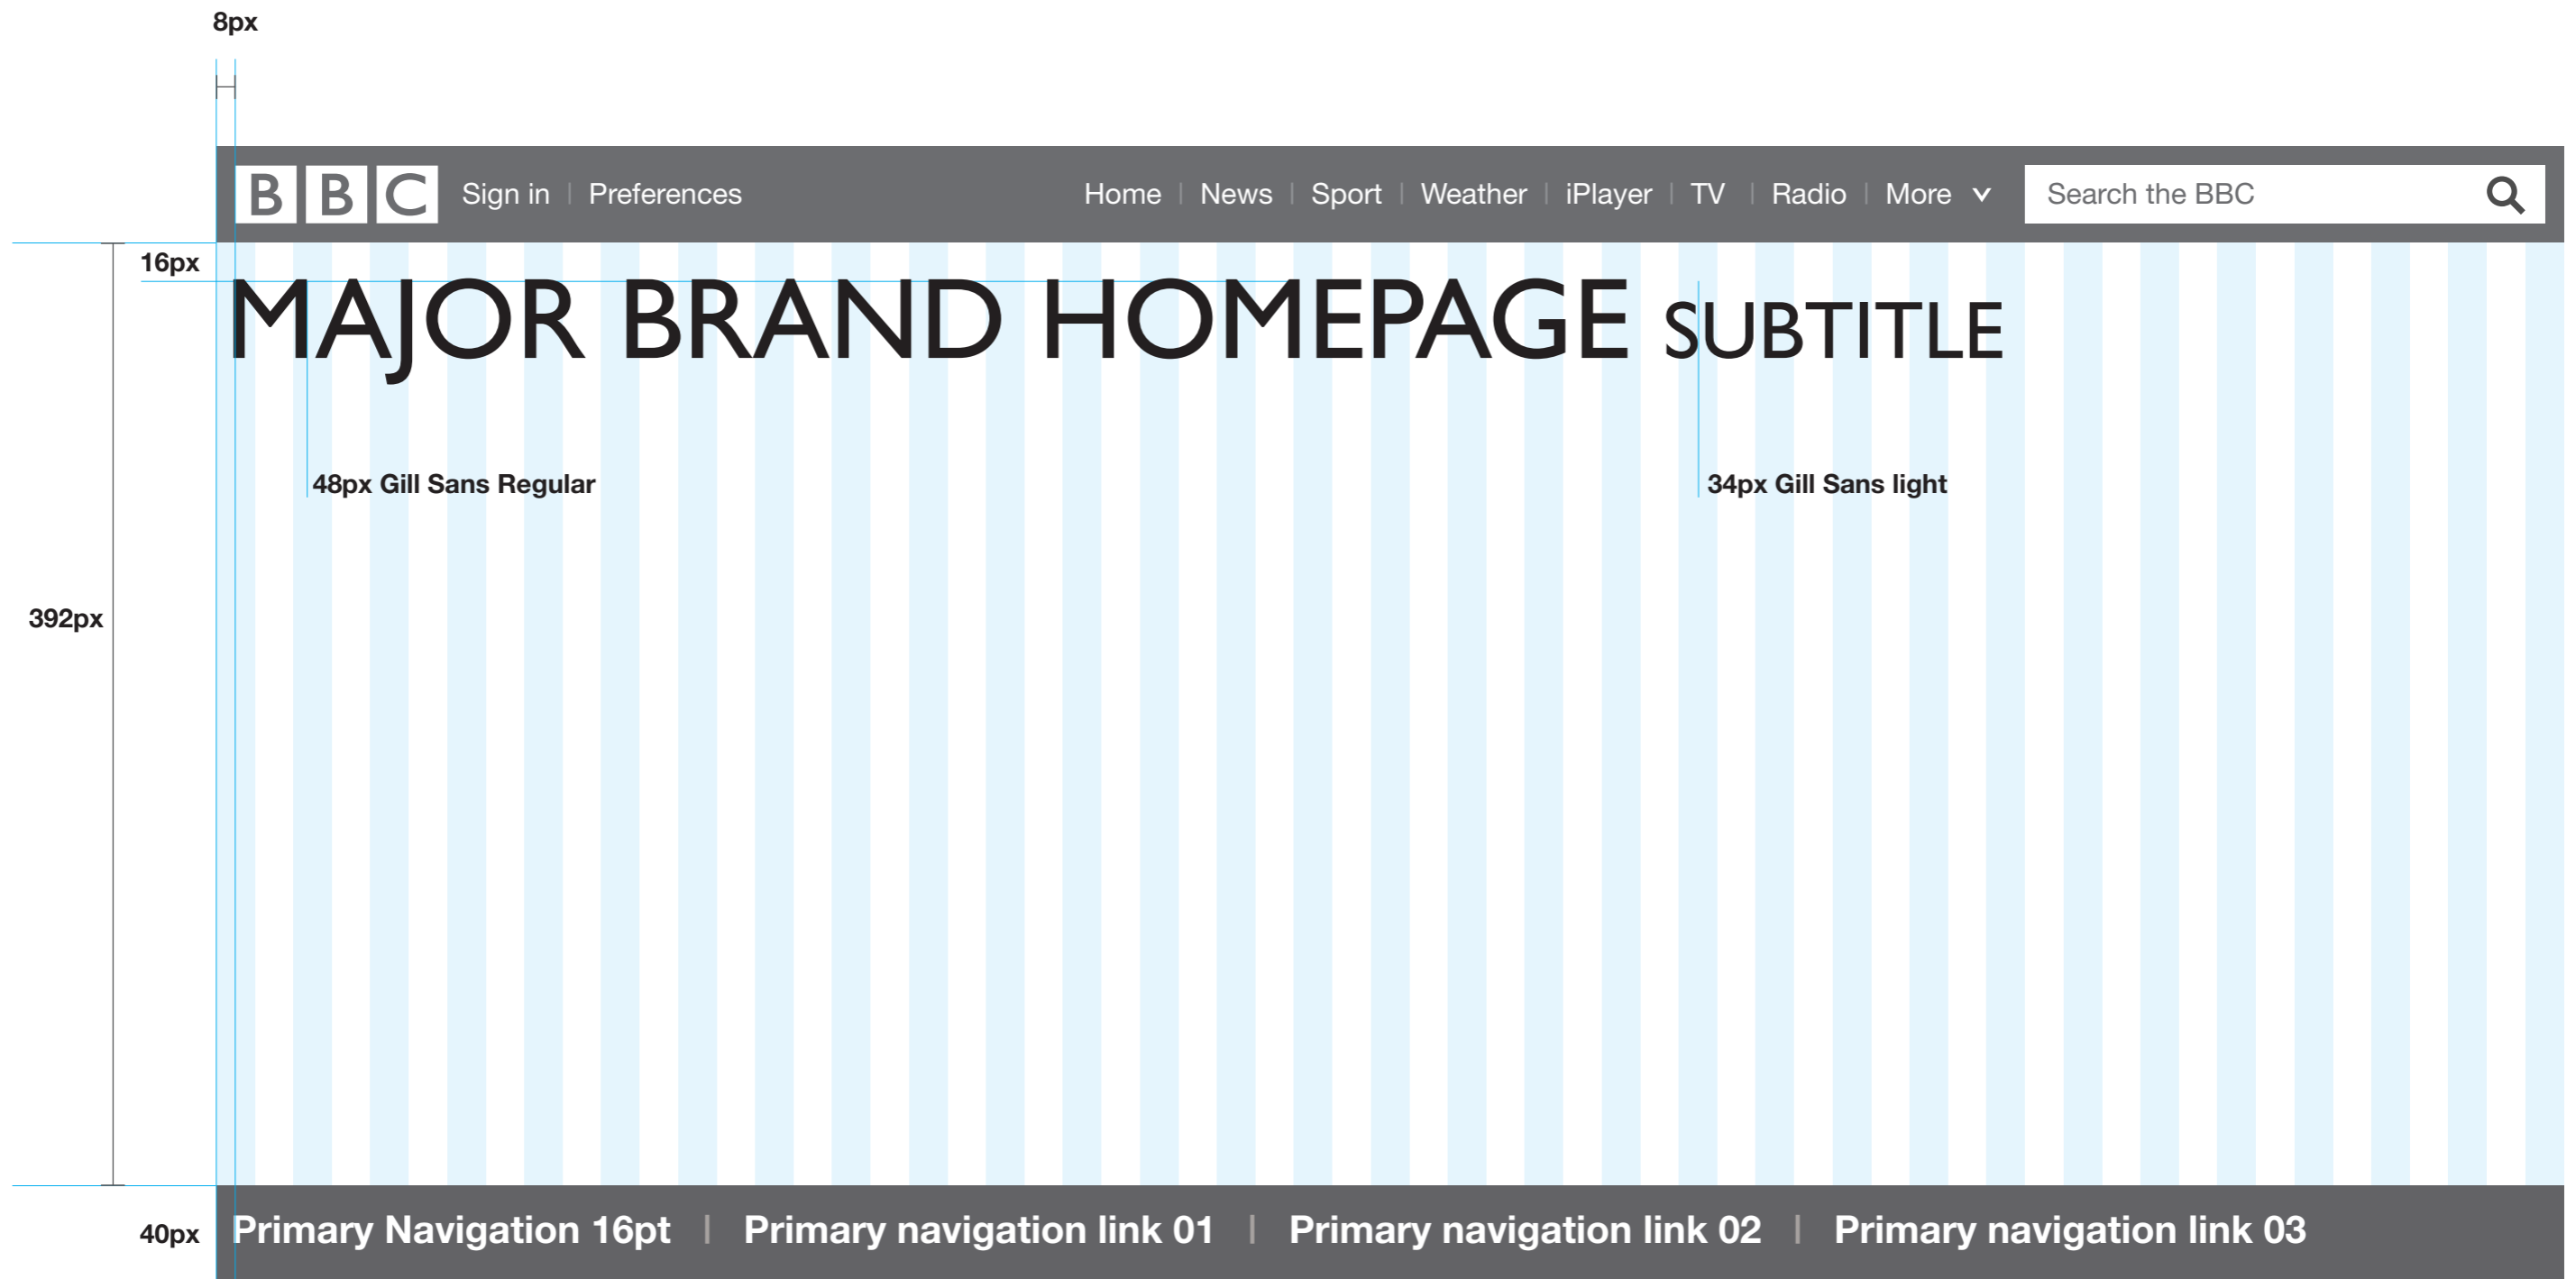 8px
BBC Sign in | Preferences Home | News | Sport | Weather | iPlayer | TV | Radio | More Search the BBC
16px
MAJOR BRAND HOMEPAGE SUBTITLE
48px Gill Sans Regular 34px Gill Sans light
392px
40px Primary Navigation 16pt | Primary navigation link 01 | Primary navigation link 02 | Primary navigation link 03